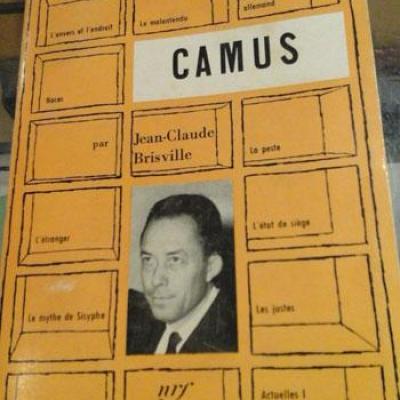 L'envers et l'endroit
Le malentendu
allemand
CAMUS
Noces
par
Jean-Claude
Brisville
La peste
L'étranger
L'état de siège
Le mythe de Sisyphe
Les justes
nrf
Actuelles I